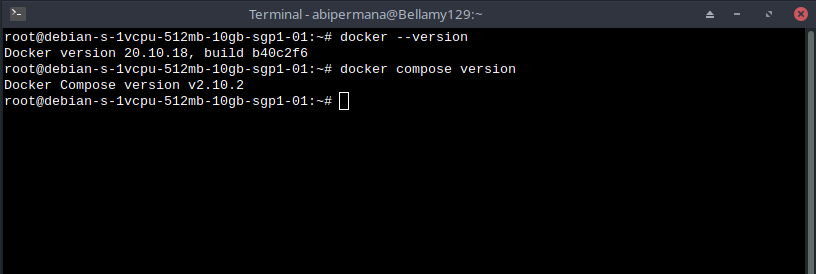 Terminal - abipermana@Bellamy129:~
root@debian-s-1vcpu-512mb-10gb-sgp1-01:~# docker --version
Docker version 20.10.18, build b40c2f6
root@debian-s-1vcpu-512mb-10gb-sgp1-01:~# docker compose version
Docker Compose version v2.10.2
root@debian-s-1vcpu-512mb-10gb-sgp1-01:~#